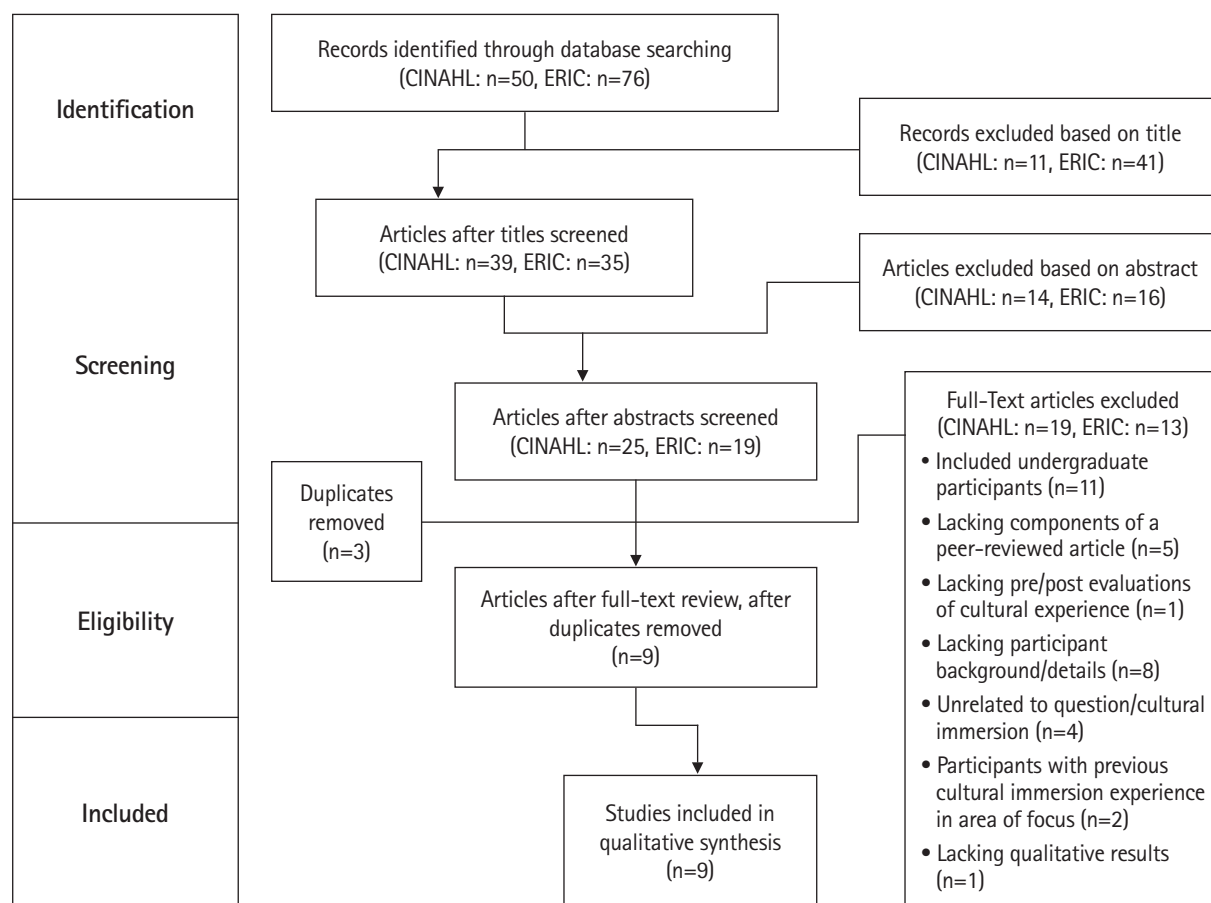 Identification
Records identified through database searching
(CINAHL: n=50, ERIC: n=76)
Records excluded based on title
(CINAHL: n=11, ERIC: n=41)
Screening
Articles after titles screened
(CINAHL: n=39, ERIC: n=35)
Articles excluded based on abstract
(CINAHL: n=14, ERIC: n=16)
Articles after abstracts screened
(CINAHL: n=25, ERIC: n=19)
Duplicates
removed
(n=3)
Full-Text articles excluded
(CINAHL: n=19, ERIC: n=13)
• Included undergraduate
participants (n=11)
• Lacking components of a
peer-reviewed article (n=5)
• Lacking pre/post evaluations
of cultural experience (n=1)
• Lacking participant
background/details (n=8)
• Unrelated to question/cultural
immersion (n=4)
• Participants with previous
cultural immersion experience
in area of focus (n=2)
• Lacking qualitative results
(n=1)
Eligibility
Articles after full-text review, after
duplicates removed
(n=9)
Included
Studies included in
qualitative synthesis
(n=9)